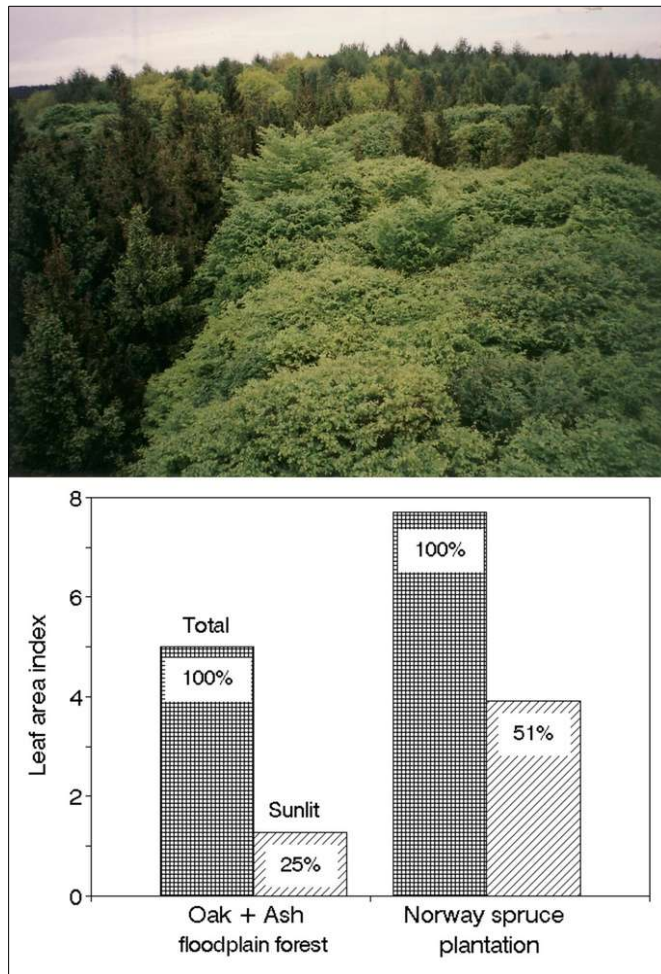 8
6
4
2
0
Leaf area index
Total
100%
Sunlit
25%
100%
51%
Oak + Ash
floodplain forest
Norway spruce
plantation